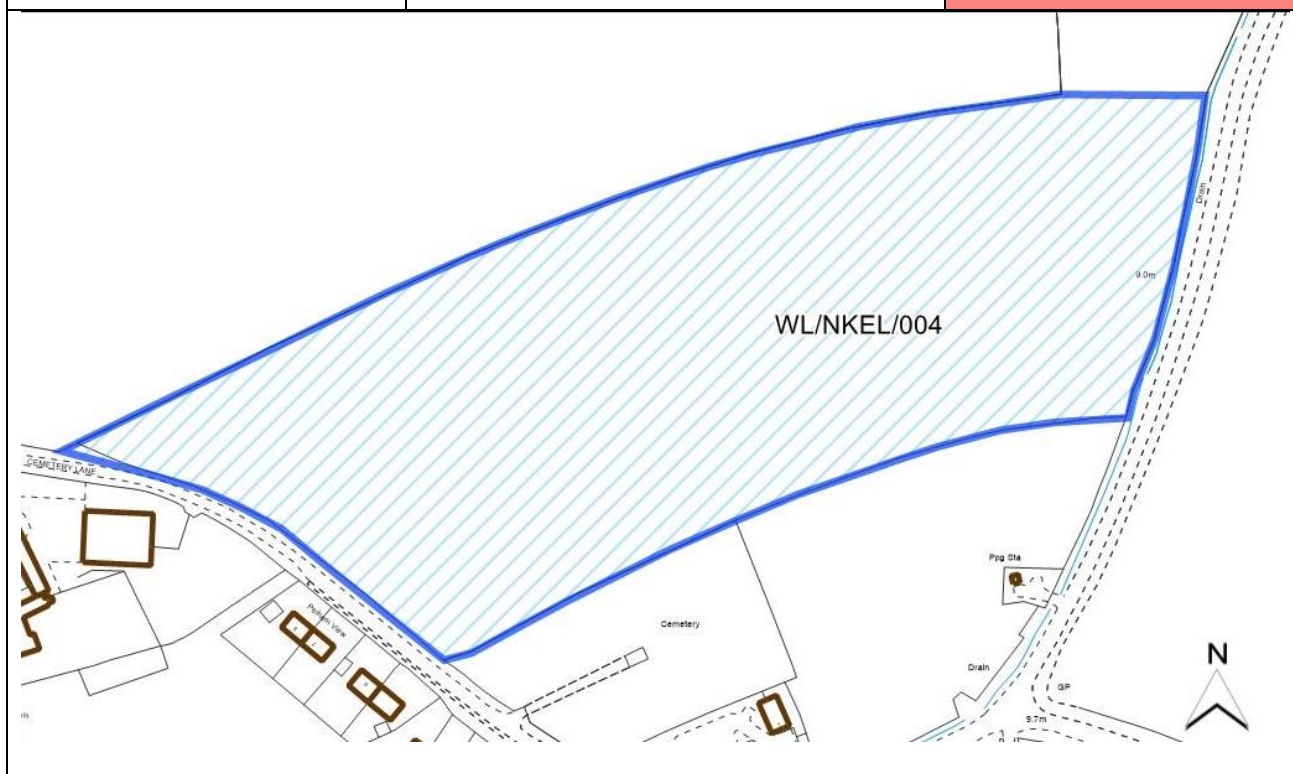 Drain
9.0m
WL/NKEL/004
CEMETERY LANE
Ppg Sta
Pelham View
Cemetery
N
Drain
GP
9.7m